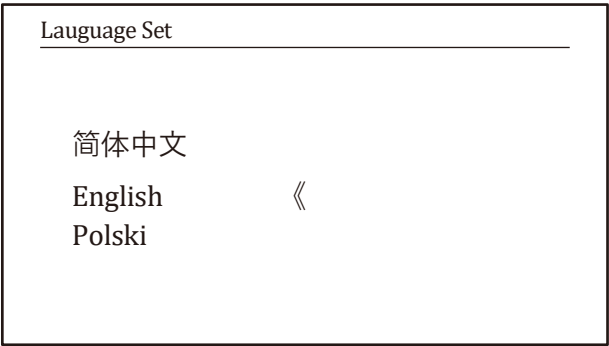 Lauguage Set
简体中文
English 《
Polski